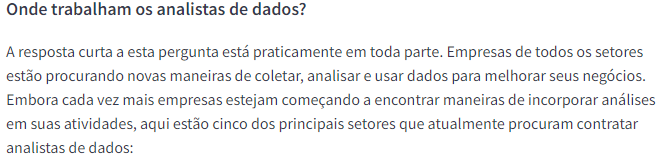 Onde trabalham os analistas de dados?
A resposta curta a esta pergunta está praticamente em toda parte. Empresas de todos os setores
estão procurando novas maneiras de coletar, analisar e usar dados para melhorar seus negócios.
Embora cada vez mais empresas estejam começando a encontrar maneiras de incorporar análises
em suas atividades, aqui estão cinco dos principais setores que atualmente procuram contratar
analistas de dados: